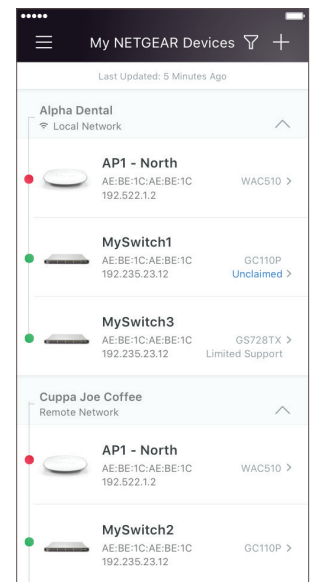 My NETGEAR Devices
Last Updated: 5 Minutes Ago
Alpha Dental
Local Network
AP1 - North
AE:BE:1C:AE:BE:1C
WAC510 >
192.522.1.2
MySwitch1
AE:BE:1C:AE:BE:1C
GC110P
192.235.23.12
Unclaimed >
MySwitch3
AE:BE:1C:AE:BE:1C
GS728TX >
192.235.23.12
Limited Support
Cuppa Joe Coffee
Remote Network
AP1 - North
AE:BE:1C:AE:BE:1C
WAC510 >
192.522.1.2
MySwitch2
AE:BE:1C:AE:BE:1C
GC110P >
192.235.23.12